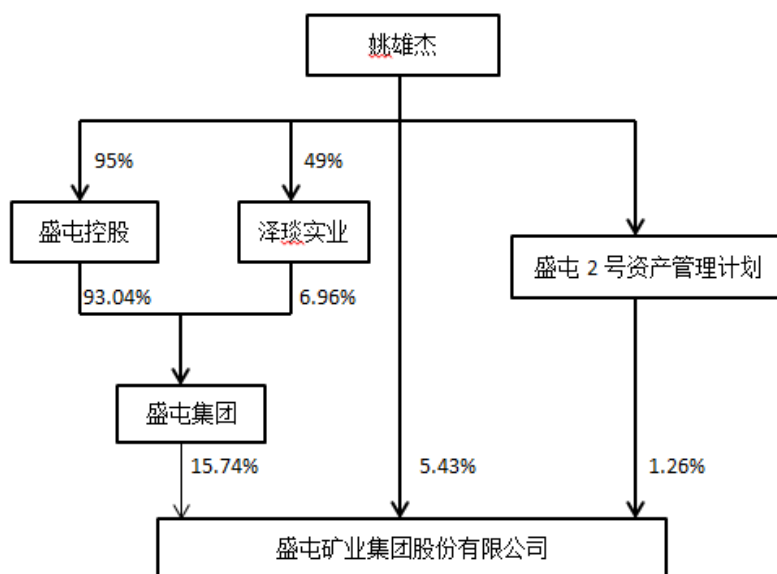 姚雄杰
95%
49%
盛屯控股
泽琰实业
盛屯 2 号资产管理计划
93.04%
6.96%
盛屯集团
15.74%
5.43%
1.26%
盛屯矿业集团股份有限公司